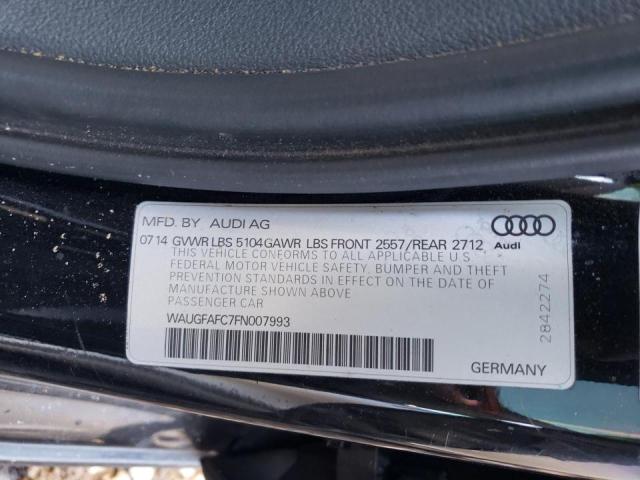 MFD. BY AUDI AG
0714 GVWR LBS 5104 GAWR LBS FRONT 2557/REAR 2712
THIS VEHICLE CONFORMS TO ALL APPLICABLE U S
FEDERAL MOTOR VEHICLE SAFETY, BUMPER AND THEFT
PREVENTION STANDARDS IN EFFECT ON THE DATE OF
MANUFACTURE SHOWN ABOVE
PASSENGER CAR
WAUGFAFC7FN007993
Audi
2842274
GERMANY